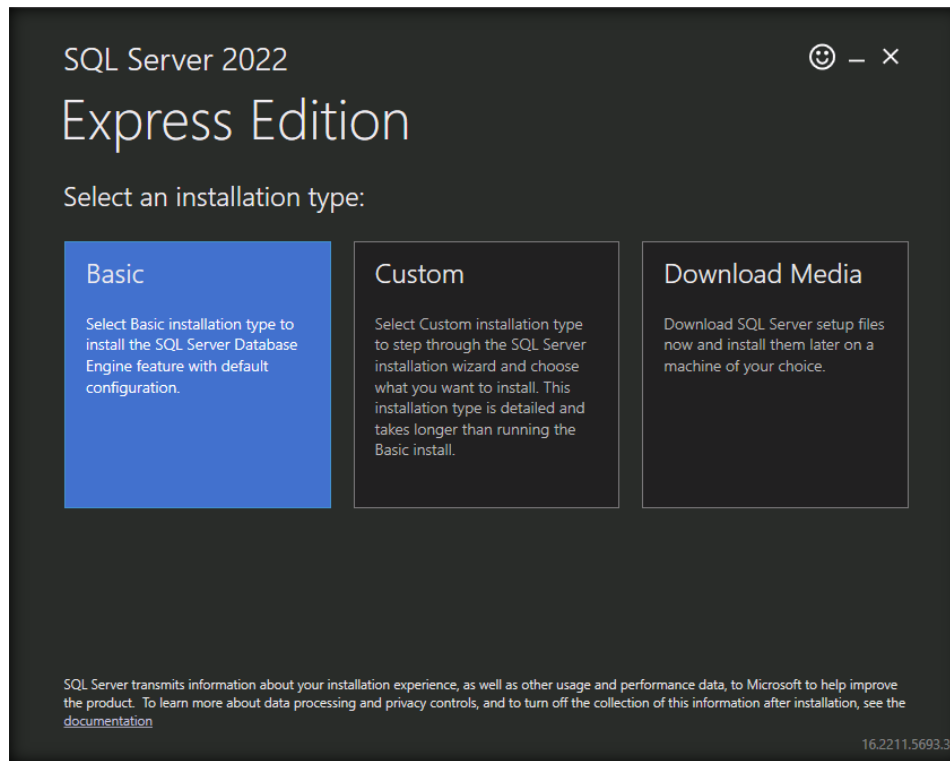 SQL Server 2022
Express Edition
Select an installation type:
Basic
Select Basic installation type to
install the SQL Server Database
Engine feature with default
configuration.
Custom
Select Custom installation type
to step through the SQL Server
installation wizard and choose
what you want to install. This
installation type is detailed and
takes longer than running the
Basic install.
Download Media
Download SQL Server setup files
now and install them later on a
machine of your choice.
SQL Server transmits information about your installation experience, as well as other usage and performance data, to Microsoft to help improve
the product.  To learn more about data processing and privacy controls, and to turn off the collection of this information after installation, see the
documentation
16.2211.5693.3